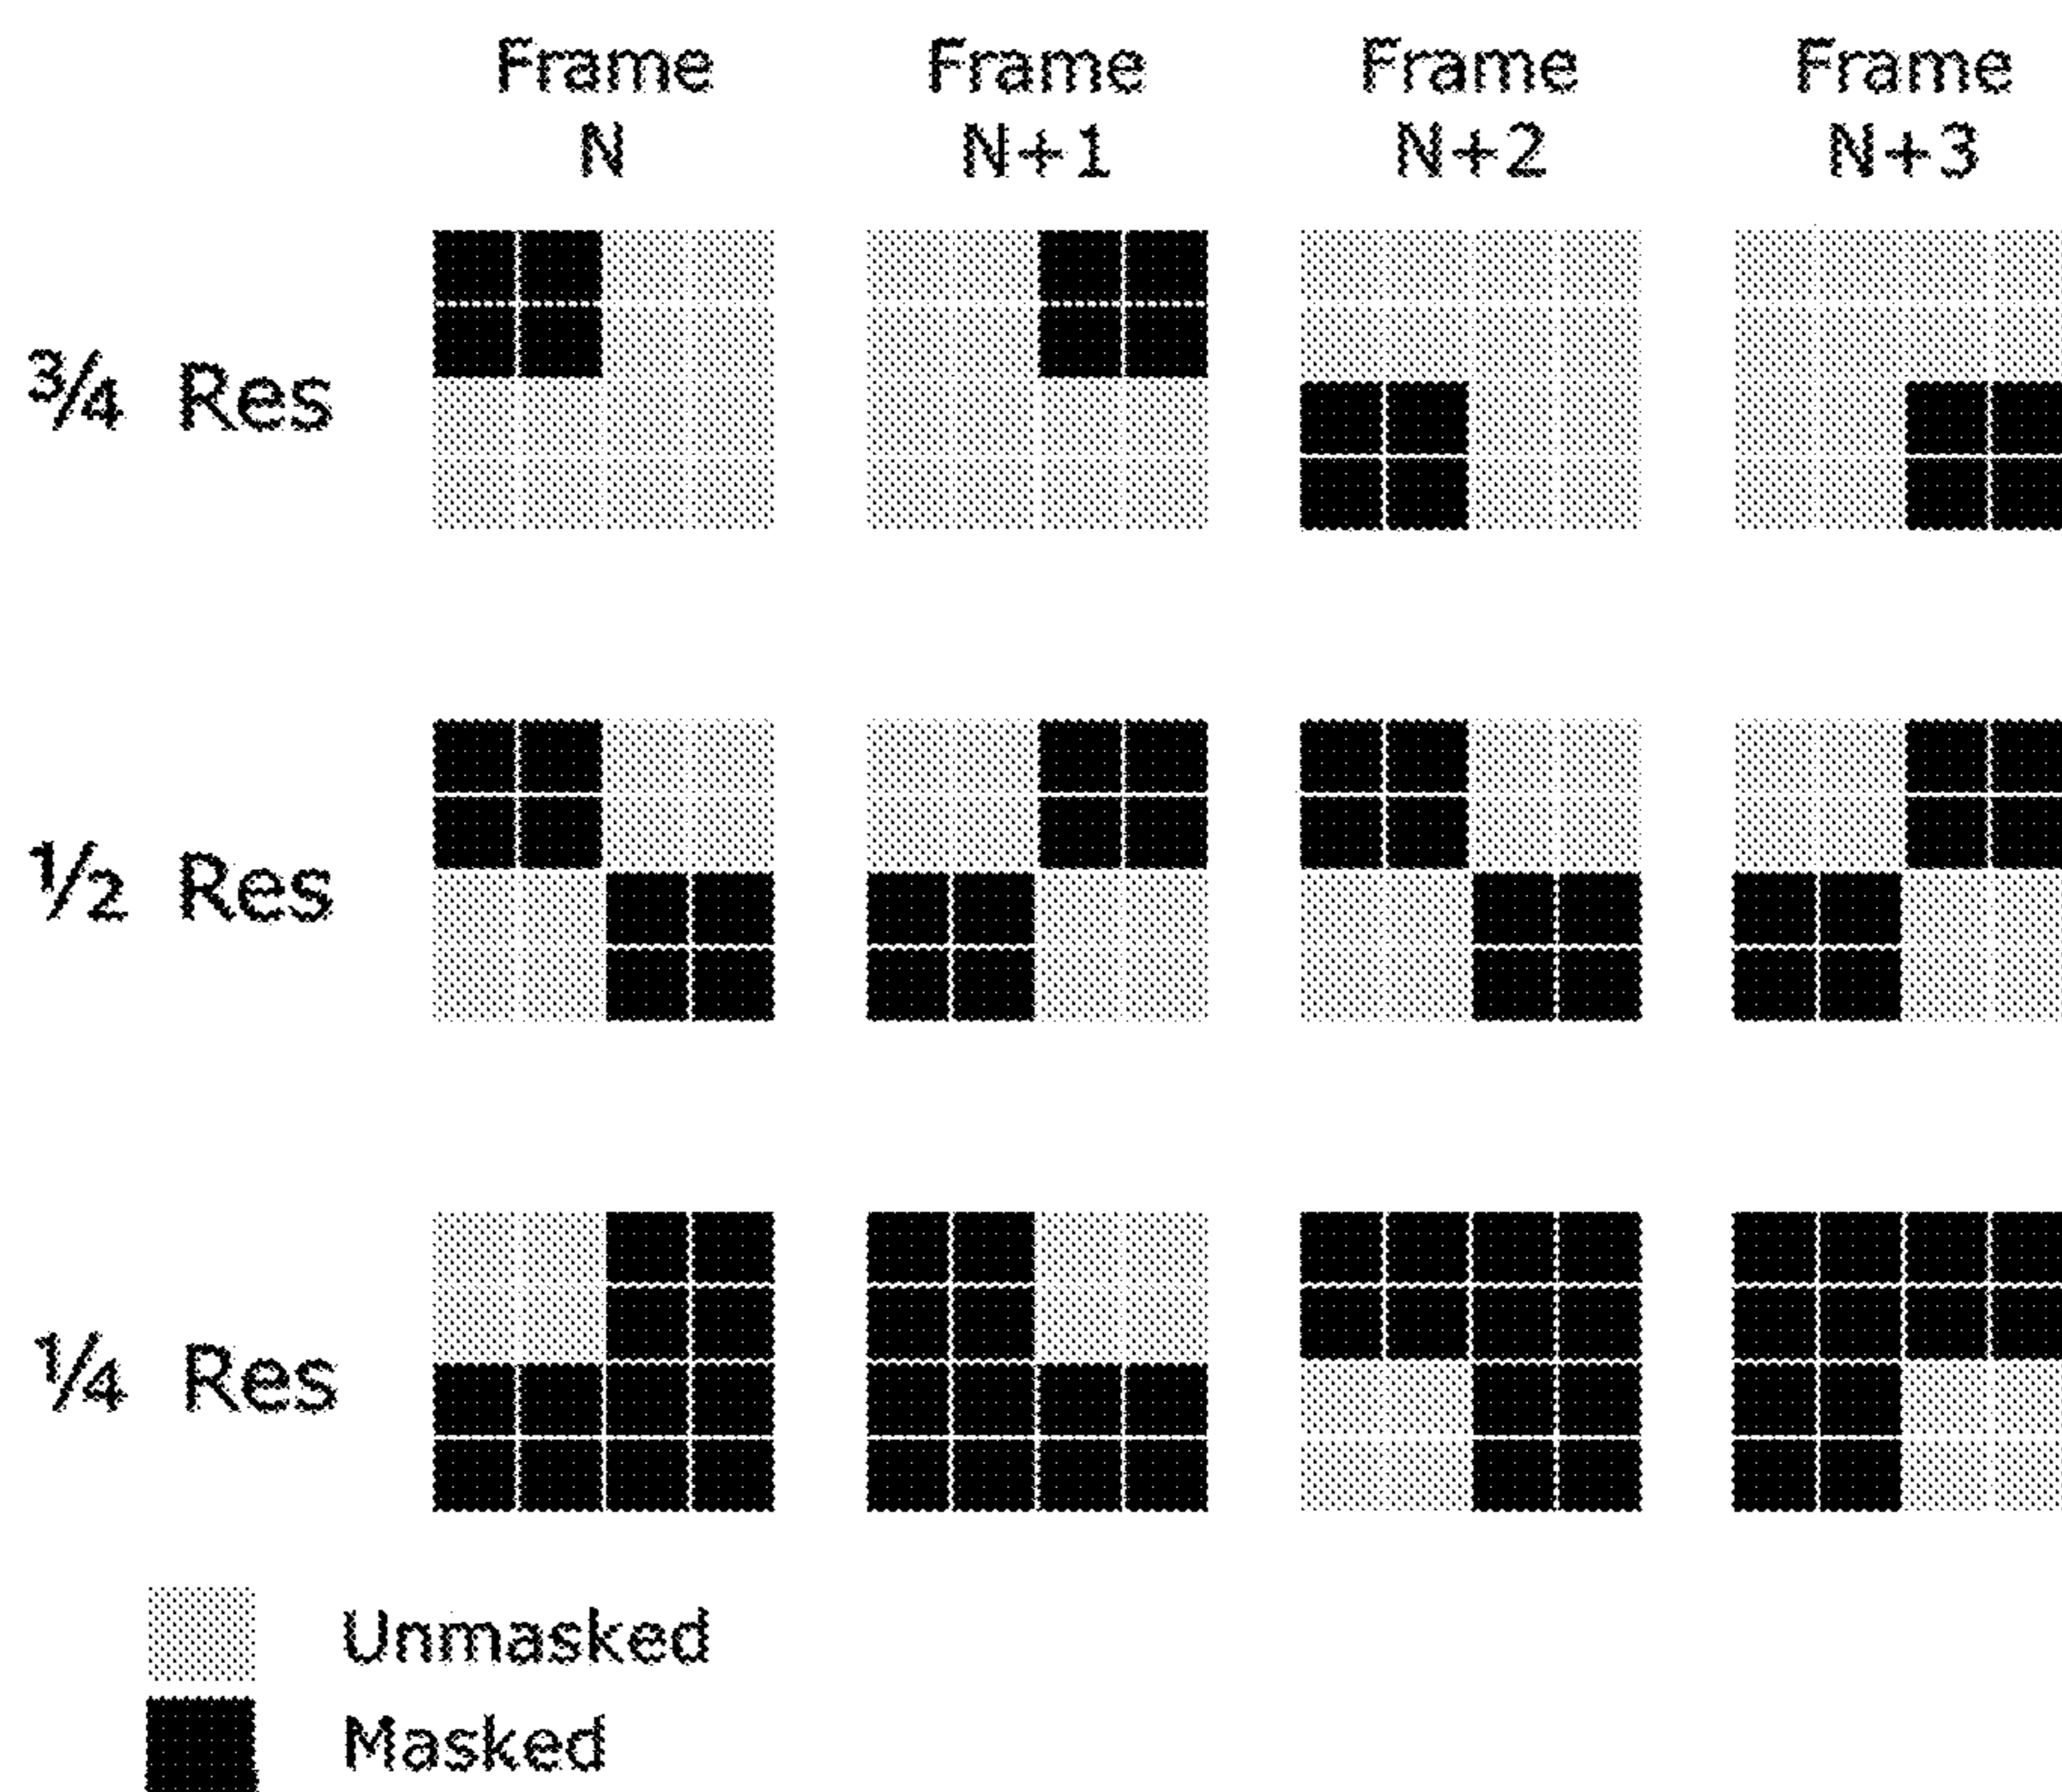 Frame Frame Frame Frame
N N+1 N+2 N+3
¾ Res
½ Res
¼ Res
Unmasked
Masked